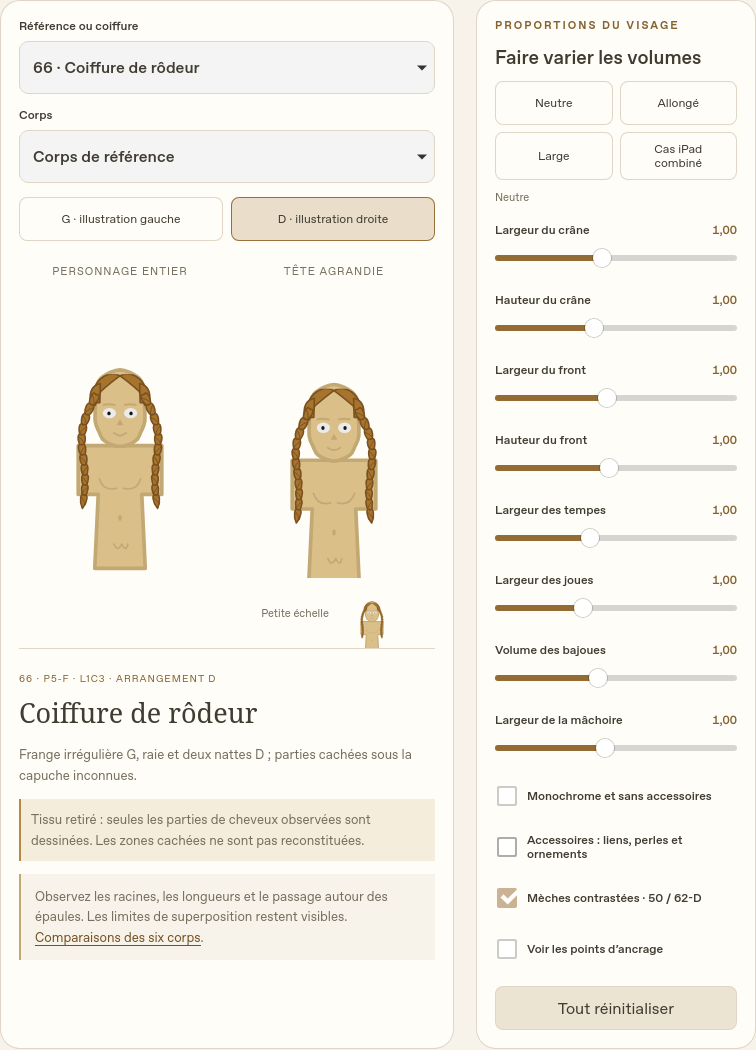 Référence ou coiffure
66 · Coiffure de rôdeur
Corps
Corps de référence
G · illustration gauche
D · illustration droite
PERSONNAGE ENTIER
TÊTE AGRANDIE
Petite échelle
66 · P5-F · L1C3 · ARRANGEMENT D
Coiffure de rôdeur
Frange irrégulière G, raie et deux nattes D ; parties cachées sous la
capuche inconnues.
Tissu retiré : seules les parties de cheveux observées sont
dessinées. Les zones cachées ne sont pas reconstituées.
Observez les racines, les longueurs et le passage autour des
épaules. Les limites de superposition restent visibles.
Comparaisons des six corps.
PROPORTIONS DU VISAGE
Faire varier les volumes
Neutre
Allongé
Large
Cas iPad
combiné
Neutre
Largeur du crâne 1,00
Hauteur du crâne 1,00
Largeur du front 1,00
Hauteur du front 1,00
Largeur des tempes 1,00
Largeur des joues 1,00
Volume des bajoues 1,00
Largeur de la mâchoire 1,00
Monochrome et sans accessoires
Accessoires : liens, perles et
ornements
Mèches contrastées · 50 / 62-D
Voir les points d'ancrage
Tout réinitialiser